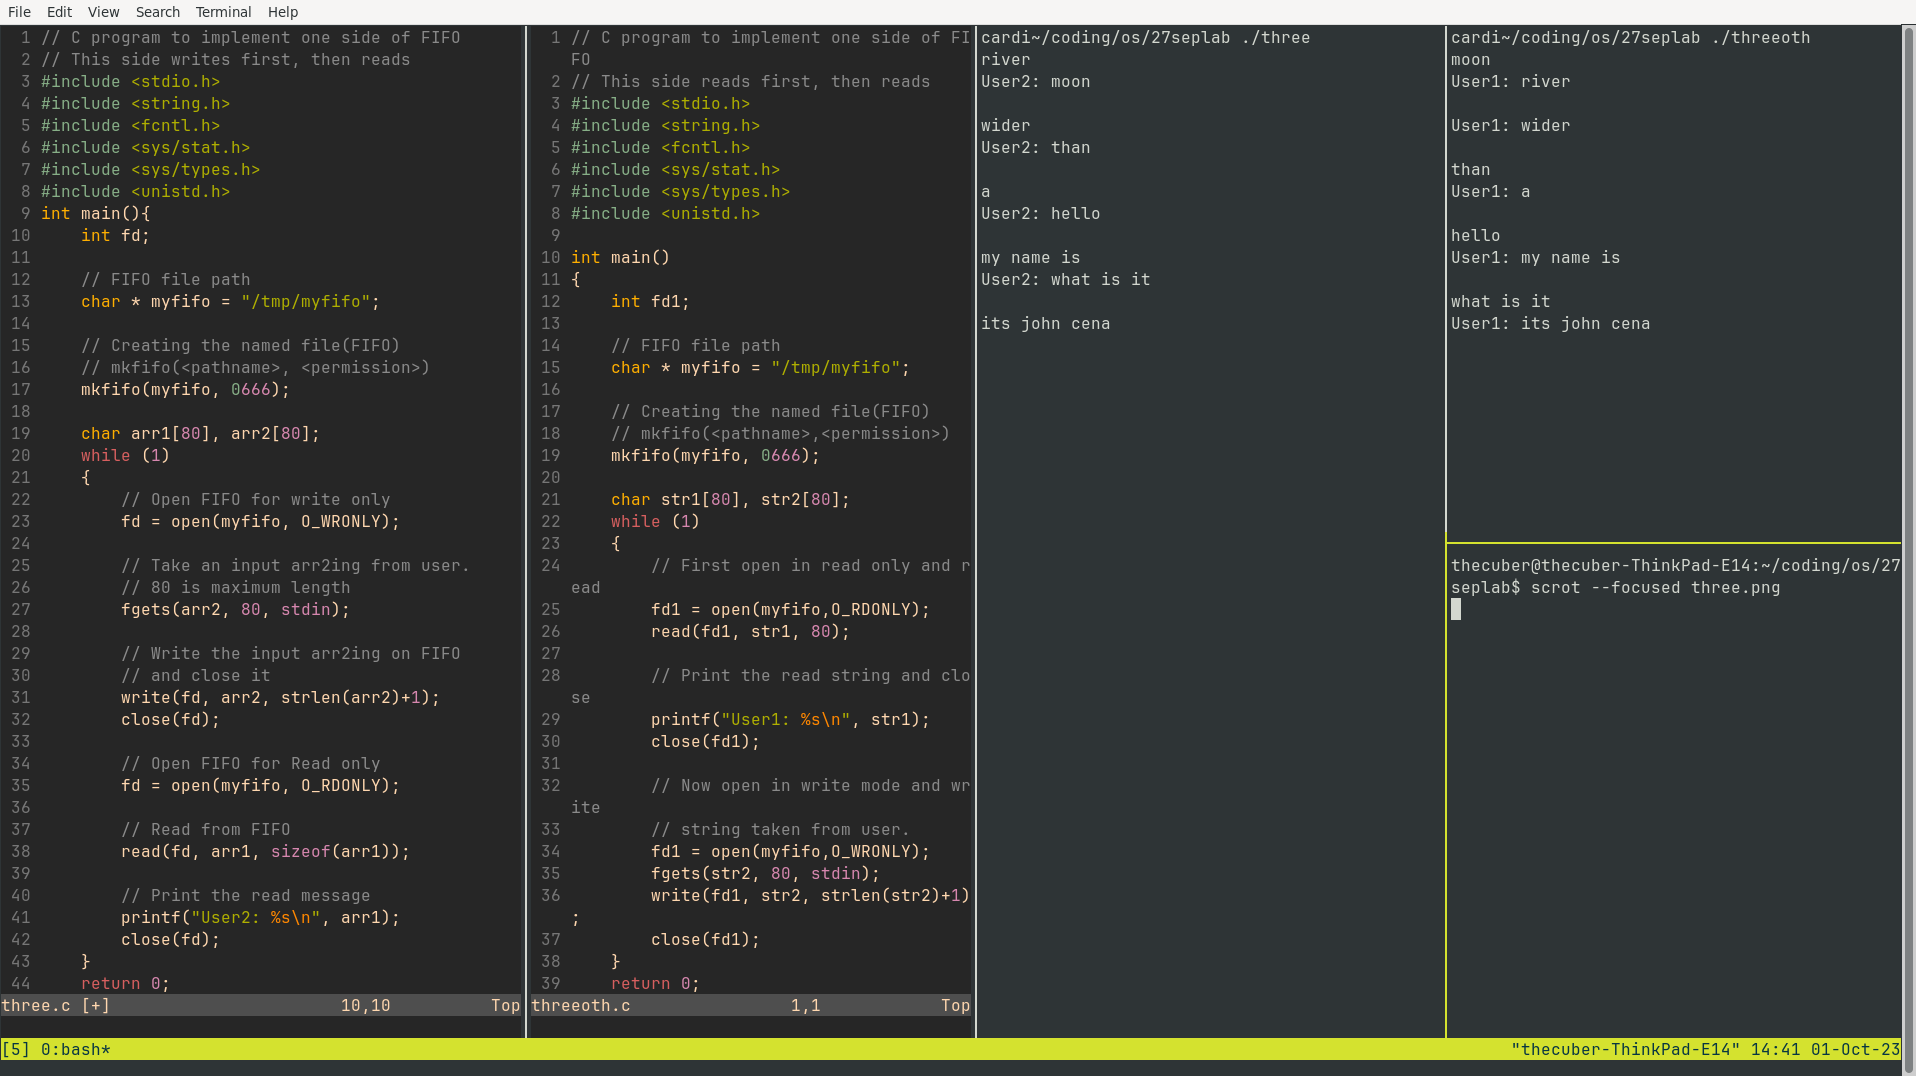 File Edit View Search Terminal Help
1 // C program to implement one side of FIFO
2 // This side writes first, then reads
3 #include <stdio.h>
4 #include <string.h>
5 #include <fcntl.h>
6 #include <sys/stat.h>
7 #include <sys/types.h>
8 #include <unistd.h>
9 int main(){
10     int fd;
11
12     // FIFO file path
13     char * myfifo = "/tmp/myfifo";
14
15     // Creating the named file(FIFO)
16     // mkfifo(<pathname>, <permission>)
17     mkfifo(myfifo, 0666);
18
19     char arr1[80], arr2[80];
20     while (1)
21     {
22         // Open FIFO for write only
23         fd = open(myfifo, O_WRONLY);
24
25         // Take an input arr2ing from user.
26         // 80 is maximum length
27         fgets(arr2, 80, stdin);
28
29         // Write the input arr2ing on FIFO
30         // and close it
31         write(fd, arr2, strlen(arr2)+1);
32         close(fd);
33
34         // Open FIFO for Read only
35         fd = open(myfifo, O_RDONLY);
36
37         // Read from FIFO
38         read(fd, arr1, sizeof(arr1));
39
40         // Print the read message
41         printf("User2: %s\n", arr1);
42         close(fd);
43     }
44     return 0;
three.c [+] 10,10 Top
1 // C program to implement one side of FI
FO
2 // This side reads first, then reads
3 #include <stdio.h>
4 #include <string.h>
5 #include <fcntl.h>
6 #include <sys/stat.h>
7 #include <sys/types.h>
8 #include <unistd.h>
9
10 int main()
11 {
12     int fd1;
13
14     // FIFO file path
15     char * myfifo = "/tmp/myfifo";
16
17     // Creating the named file(FIFO)
18     // mkfifo(<pathname>,<permission>)
19     mkfifo(myfifo, 0666);
20
21     char str1[80], str2[80];
22     while (1)
23     {
24         // First open in read only and r
ead
25         fd1 = open(myfifo,O_RDONLY);
26         read(fd1, str1, 80);
27
28         // Print the read string and clo
se
29         printf("User1: %s\n", str1);
30         close(fd1);
31
32         // Now open in write mode and wr
ite
33         // string taken from user.
34         fd1 = open(myfifo,O_WRONLY);
35         fgets(str2, 80, stdin);
36         write(fd1, str2, strlen(str2)+1)
;
37         close(fd1);
38     }
39     return 0;
threeoth.c 1,1 Top
cardi~/coding/os/27seplab ./three
river
User2: moon

wider
User2: than

a
User2: hello

my name is
User2: what is it

its john cena
cardi~/coding/os/27seplab ./threeoth
moon
User1: river

User1: wider

than
User1: a

hello
User1: my name is

what is it
User1: its john cena
thecuber@thecuber-ThinkPad-E14:~/coding/os/27
seplab$ scrot --focused three.png
[5] 0:bash* "thecuber-ThinkPad-E14" 14:41 01-Oct-23